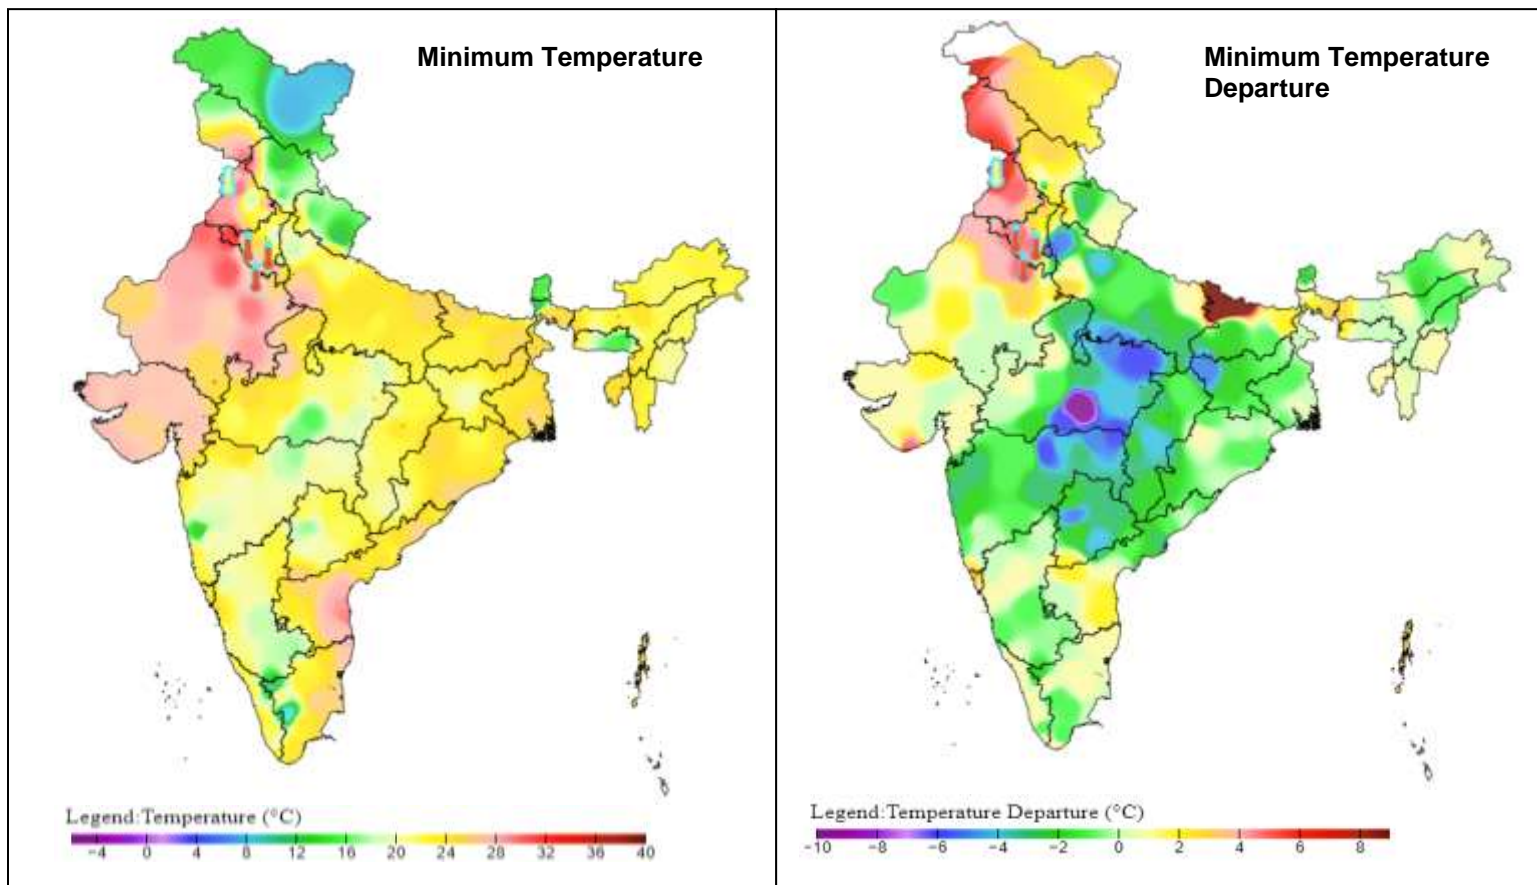 Minimum Temperature
Legend:Temperature (°C)
−4 0 4 8 12 16 20 24 28 32 36 40
Minimum Temperature
Departure
Legend:Temperature Departure (°C)
−10 −8 −6 −4 −2 0 2 4 6 8